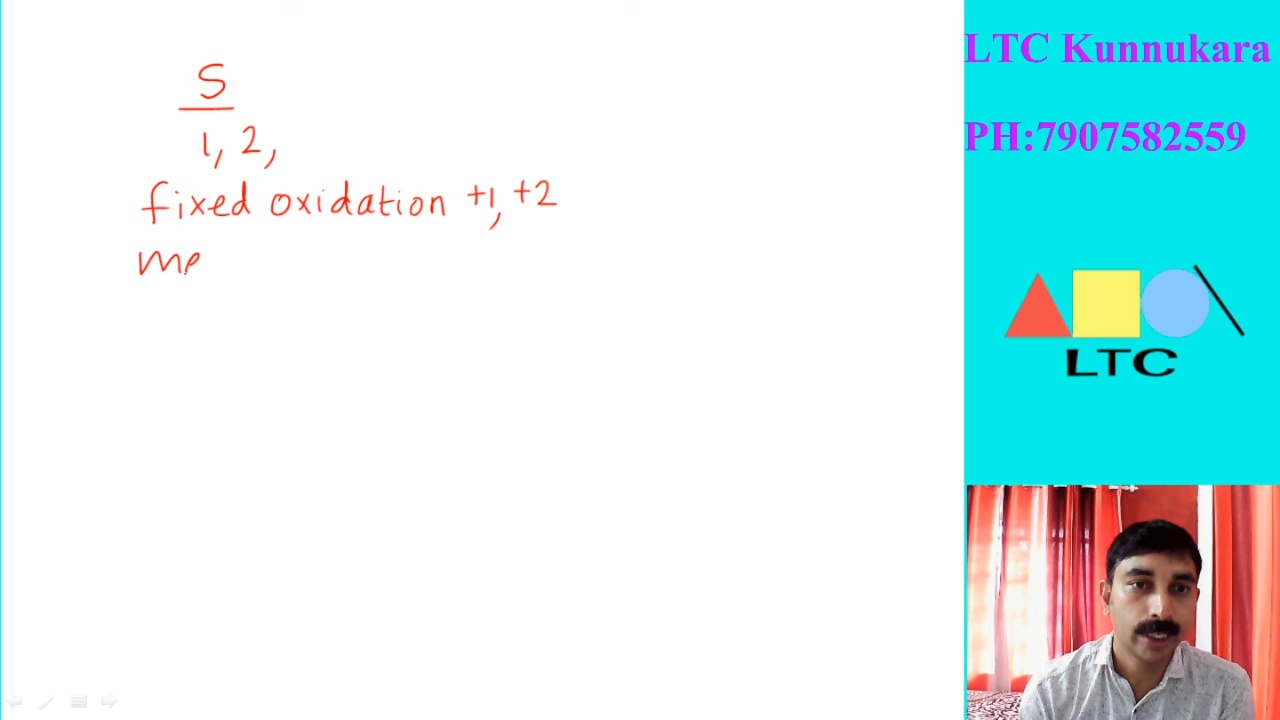 S
1, 2,
fixed oxidation +1, +2
me
LTC Kunnukara
PH:7907582559
LTC